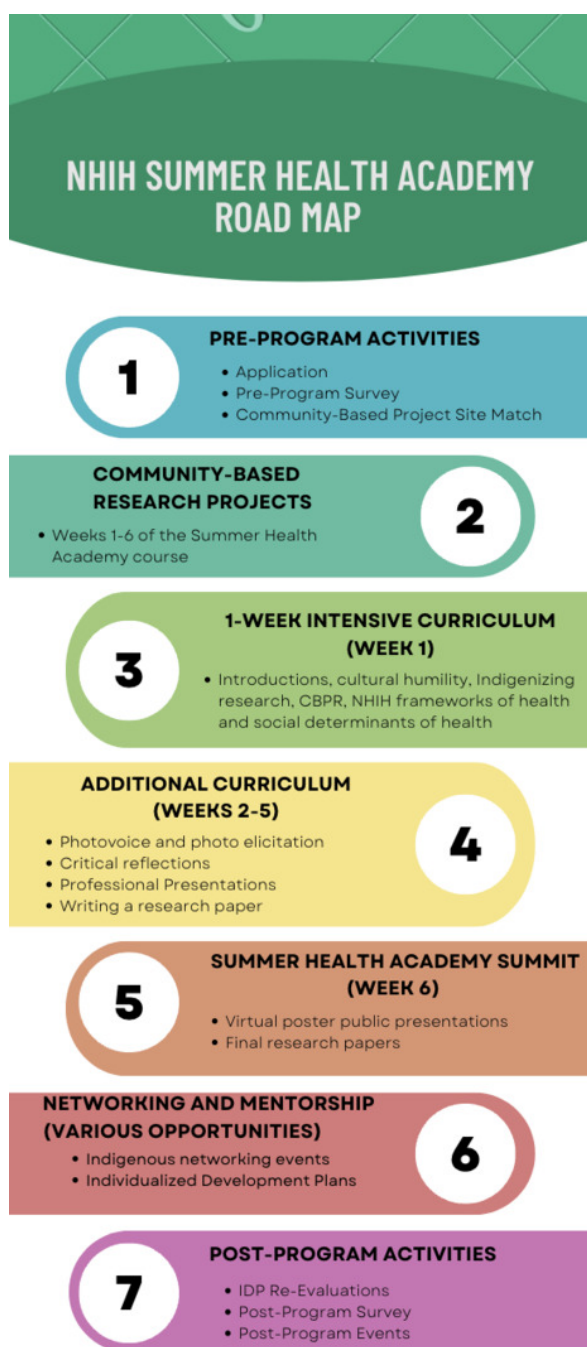 NHIH SUMMER HEALTH ACADEMY
ROAD MAP
1
PRE-PROGRAM ACTIVITIES
• Application
• Pre-Program Survey
• Community-Based Project Site Match
COMMUNITY-BASED
RESEARCH PROJECTS
• Weeks 1-6 of the Summer Health
Academy course
2
3
1-WEEK INTENSIVE CURRICULUM
(WEEK 1)
• Introductions, cultural humility, Indigenizing
research, CBPR, NHIH frameworks of health
and social determinants of health
ADDITIONAL CURRICULUM
(WEEKS 2-5)
• Photovoice and photo elicitation
• Critical reflections
• Professional Presentations
• Writing a research paper
4
5
SUMMER HEALTH ACADEMY SUMMIT
(WEEK 6)
• Virtual poster public presentations
• Final research papers
NETWORKING AND MENTORSHIP
(VARIOUS OPPORTUNITIES)
• Indigenous networking events
• Individualized Development Plans
6
7
POST-PROGRAM ACTIVITIES
• IDP Re-Evaluations
• Post-Program Survey
• Post-Program Events